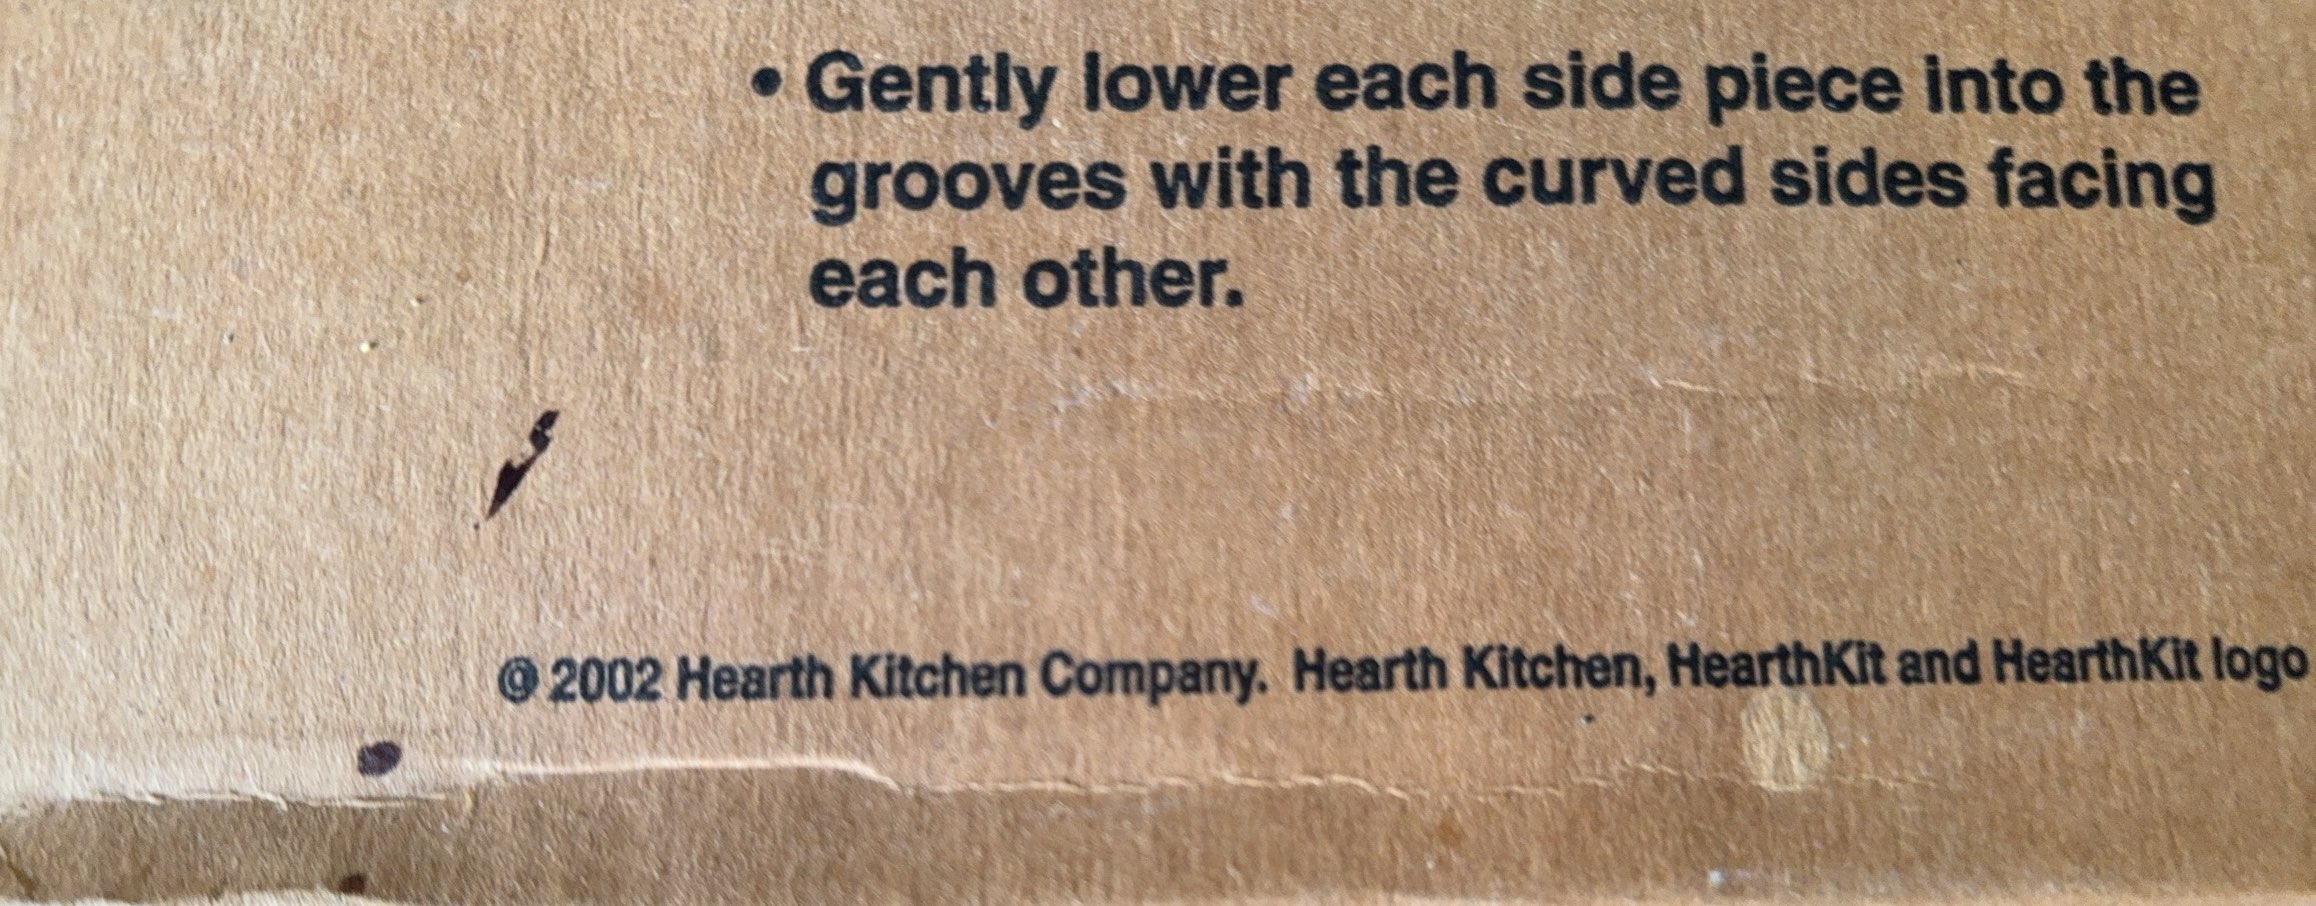 • Gently lower each side piece into the
grooves with the curved sides facing
each other.
© 2002 Hearth Kitchen Company. Hearth Kitchen, HearthKit and HearthKit logo